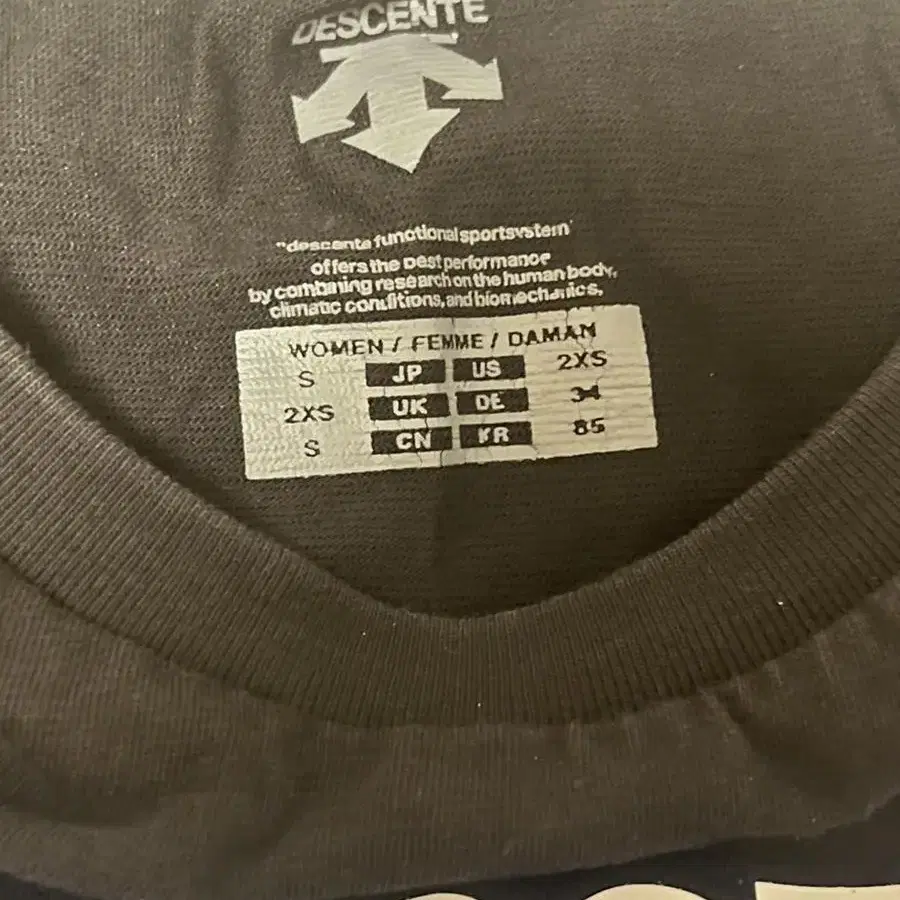 DESCENTE
"descente functional sportsystem"
offers the best performance
by combining research on the human body,
climatic conditions, and biomechanics.
WOMEN / FEMME / DAMAN
S JP US 2XS
2XS UK DE 34
S CN KR 85